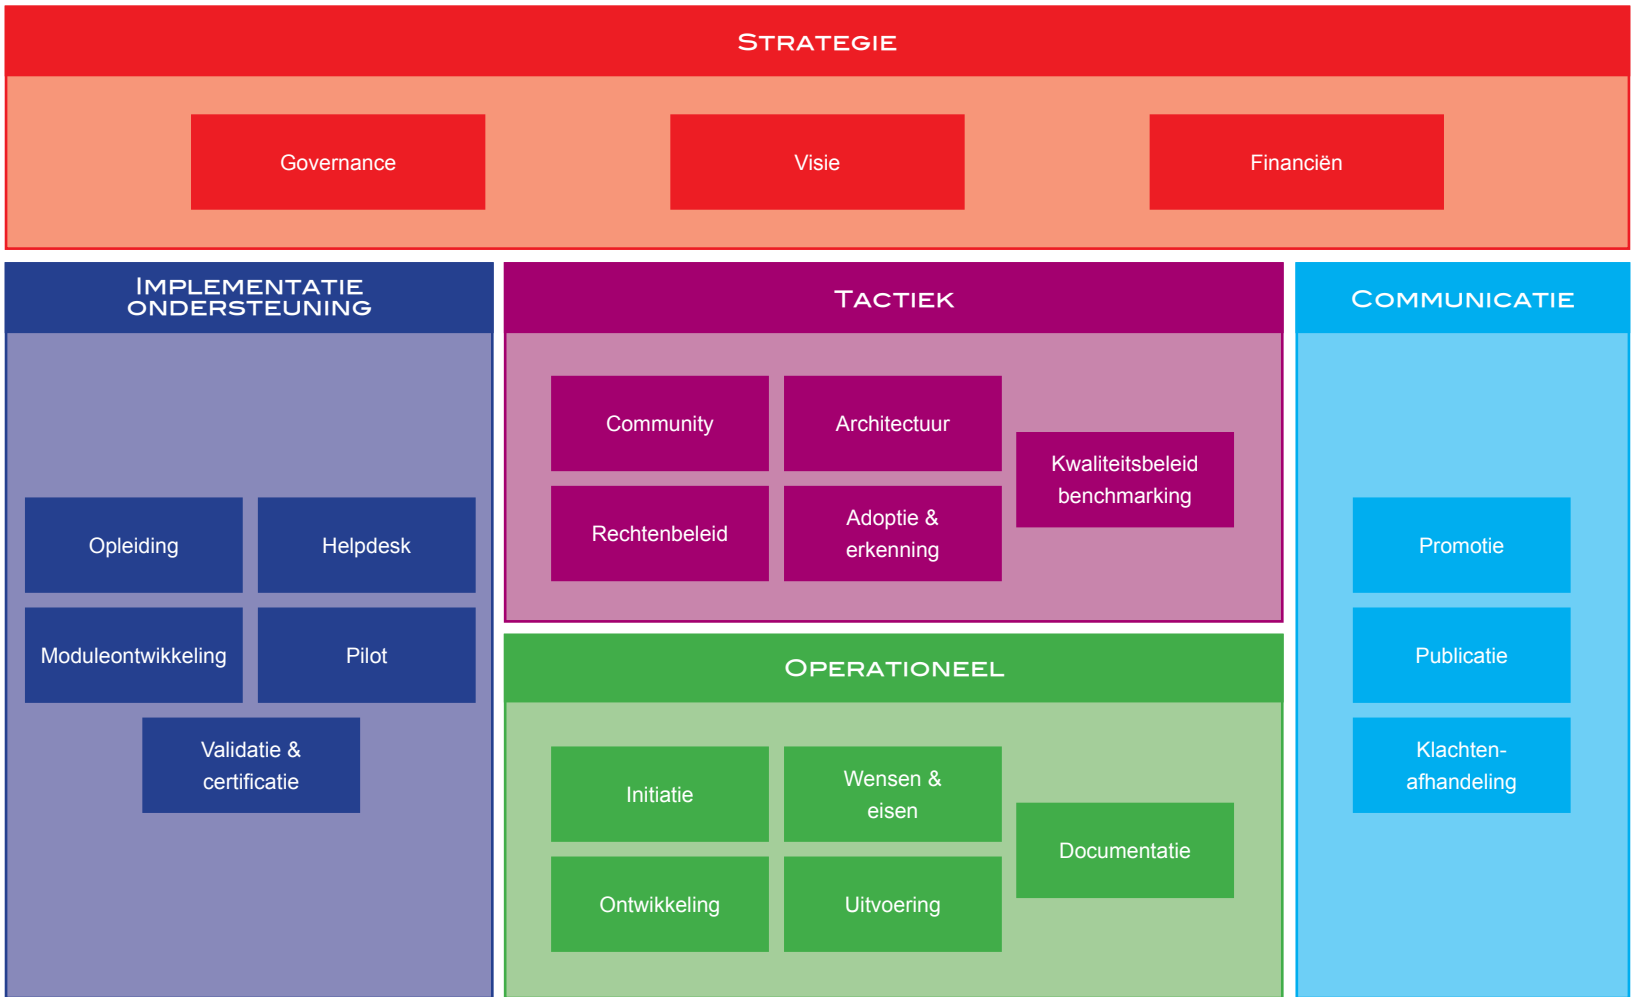 STRATEGIE
Governance
Visie
Financiën
IMPLEMENTATIE
ONDERSTEUNING
Opleiding
Helpdesk
Moduleontwikkeling
Pilot
Validatie &
certificatie
TACTIEK
Community
Architectuur
Rechtenbeleid
Adoptie &
erkenning
Kwaliteitsbeleid
benchmarking
OPERATIONEEL
Initiatie
Wensen &
eisen
Ontwikkeling
Uitvoering
Documentatie
COMMUNICATIE
Promotie
Publicatie
Klachten-
afhandeling